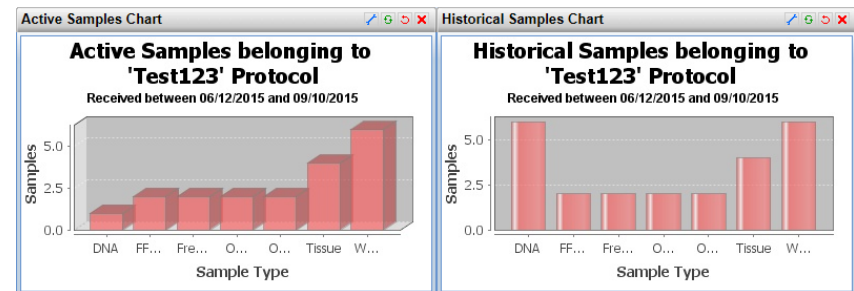 Active Samples Chart
Active Samples belonging to
'Test123' Protocol
Received between 06/12/2015 and 09/10/2015
Samples
5.0
2.5
0.0
DNA FF... Fre... O... O... Tissue W...
Sample Type
Historical Samples Chart
Historical Samples belonging to
'Test123' Protocol
Received between 06/12/2015 and 09/10/2015
Samples
5.0
2.5
0.0
DNA FF... Fre... O... O... Tissue W...
Sample Type